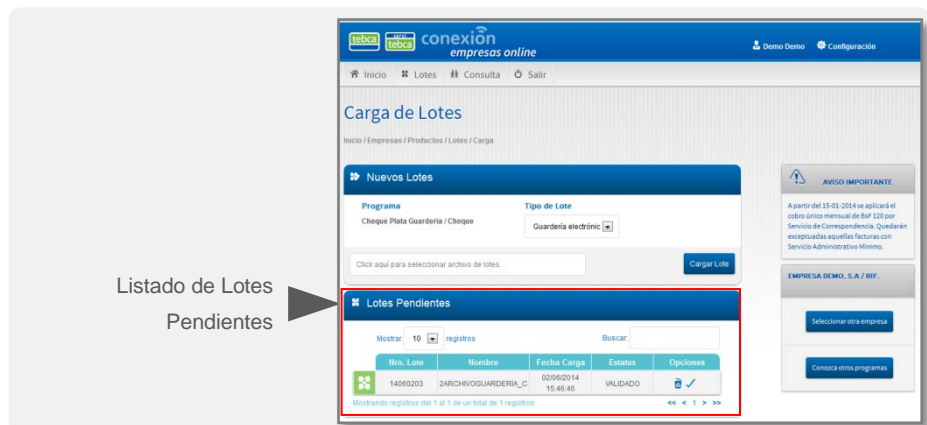 tebca servi tebca conexión
empresas online
Demo Demo Configuración
Inicio Lotes Consulta Salir
Carga de Lotes
Inicio / Empresas / Productos / Lotes / Carga
Nuevos Lotes
Programa Tipo de Lote
Cheque Plata Guarderia / Cheque Guardería electrónic
Click aquí para seleccionar archivo de lotes. Cargar Lote
Listado de Lotes
Pendientes
Lotes Pendientes
Mostrar 10 registros Buscar:
Nro. Lote Nombre Fecha Carga Estatus Opciones
14060203 2ARCHIVOGUARDERIA_C 02/06/2014 VALIDADO
15:46:46
Mostrando registros del 1 al 1 de un total de 1 registros << < 1 > >>
AVISO IMPORTANTE
A partir del 15-01-2014 se aplicará el
cobro único mensual de BsF 120 por
Servicio de Correspondencia. Quedarán
exceptuadas aquellas facturas con
Servicio Administrativo Mínimo.
EMPRESA DEMO, S.A / RIF.
Seleccionar otra empresa
Conozca otros programas